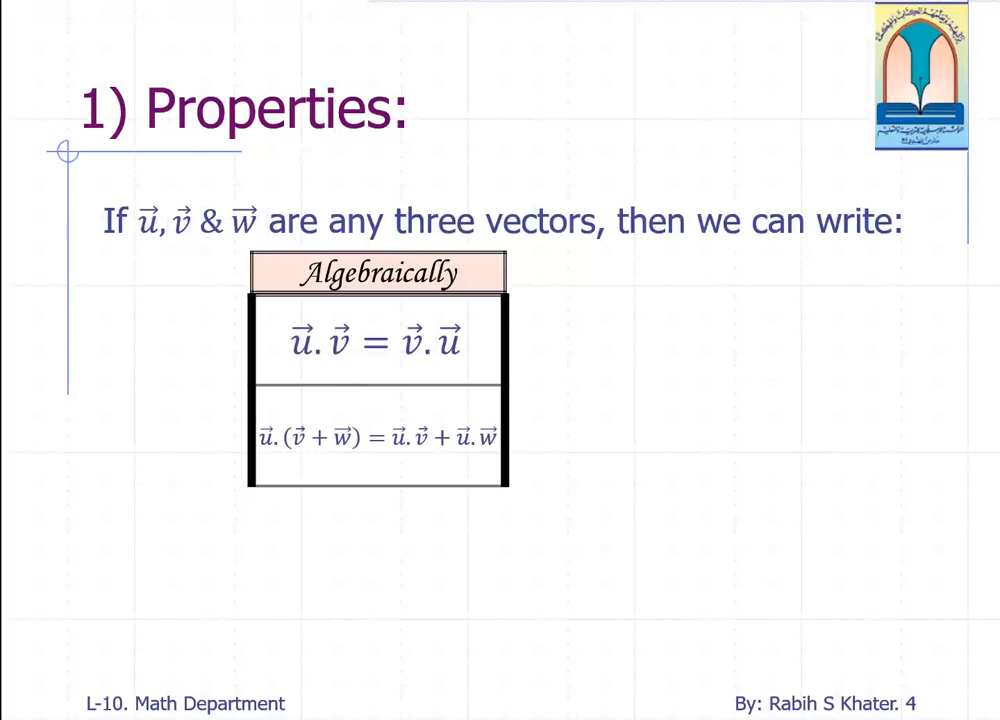 1) Properties:
If u⃗, v⃗ & w⃗ are any three vectors, then we can write:
Algebraically
u⃗. v⃗ = v⃗. u⃗
u⃗. (v⃗ + w⃗) = u⃗. v⃗ + u⃗. w⃗
L-10. Math Department
By: Rabih S Khater. 4